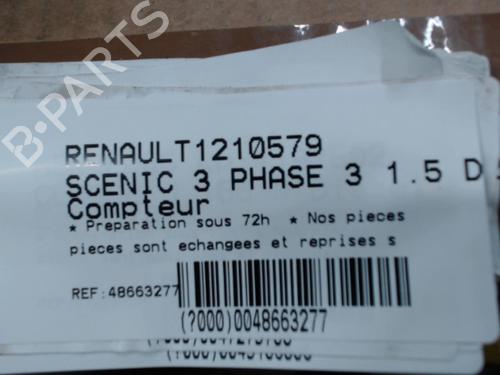 B-PARTS
RENAULT1210579
SCENIC 3 PHASE 3 1.5 D
Compteur
* Preparation sous 72h * Nos pieces
pieces sont echangees et reprises s
REF:48663277
(?000)0048663277